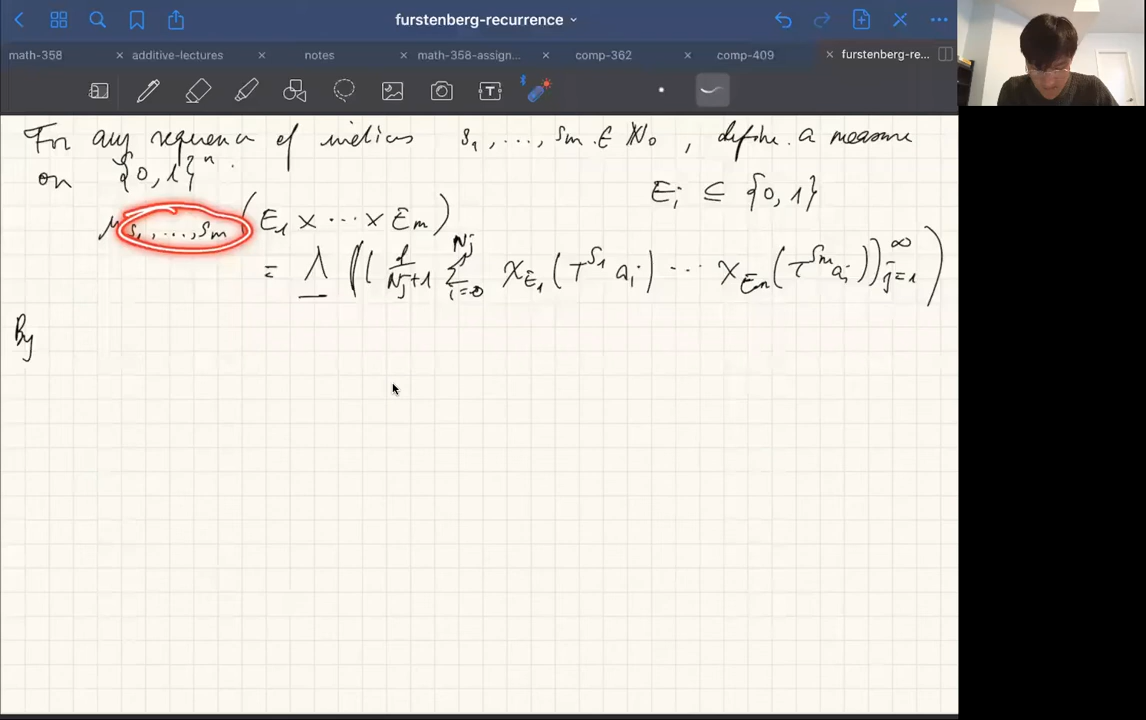 furstenberg-recurrence
math-358 × additive-lectures × notes × math-358-assign... × comp-362 × comp-409 × furstenberg-re...
For any sequence of indices s₁, ..., sₘ ∈ ℕ₀, define a measure
on {0,1}ⁿ.
μ_{s₁,...,sₘ}(E₁ × ⋯ × Eₘ) Eᵢ ⊆ {0,1}
= Λ(( 1/(Nⱼ+1) ∑_{i=0}^{Nⱼ} χ_{E₁}(T^{s₁} aᵢ) ⋯ χ_{Eₘ}(T^{sₘ} aᵢ))_{j=1}^∞)
By